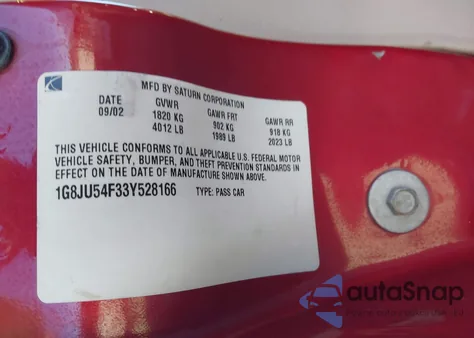 MFD BY SATURN CORPORATION
DATE GVWR GAWR FRT GAWR RR
09/02 1820 KG 902 KG 918 KG
4012 LB 1989 LB 2023 LB
THIS VEHICLE CONFORMS TO ALL APPLICABLE U.S. FEDERAL MOTOR
VEHICLE SAFETY, BUMPER, AND THEFT PREVENTION STANDARDS IN
EFFECT ON THE DATE OF MANUFACTURE SHOWN ABOVE.
1G8JU54F33Y528166 TYPE: PASS CAR
autoSnap